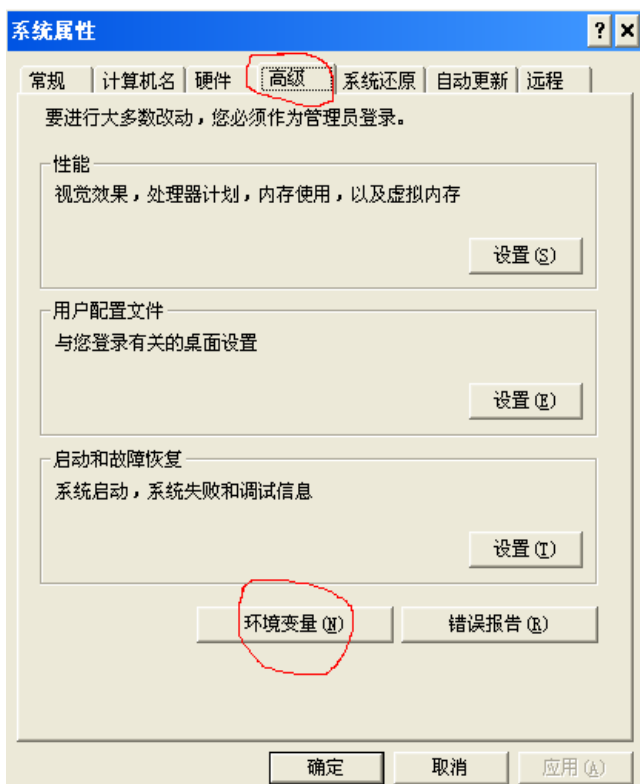 系统属性
常规 计算机名 硬件 高级 系统还原 自动更新 远程
要进行大多数改动，您必须作为管理员登录。
性能
视觉效果，处理器计划，内存使用，以及虚拟内存
设置(S)
用户配置文件
与您登录有关的桌面设置
设置(E)
启动和故障恢复
系统启动，系统失败和调试信息
设置(T)
环境变量(N) 错误报告(R)
确定 取消 应用(A)